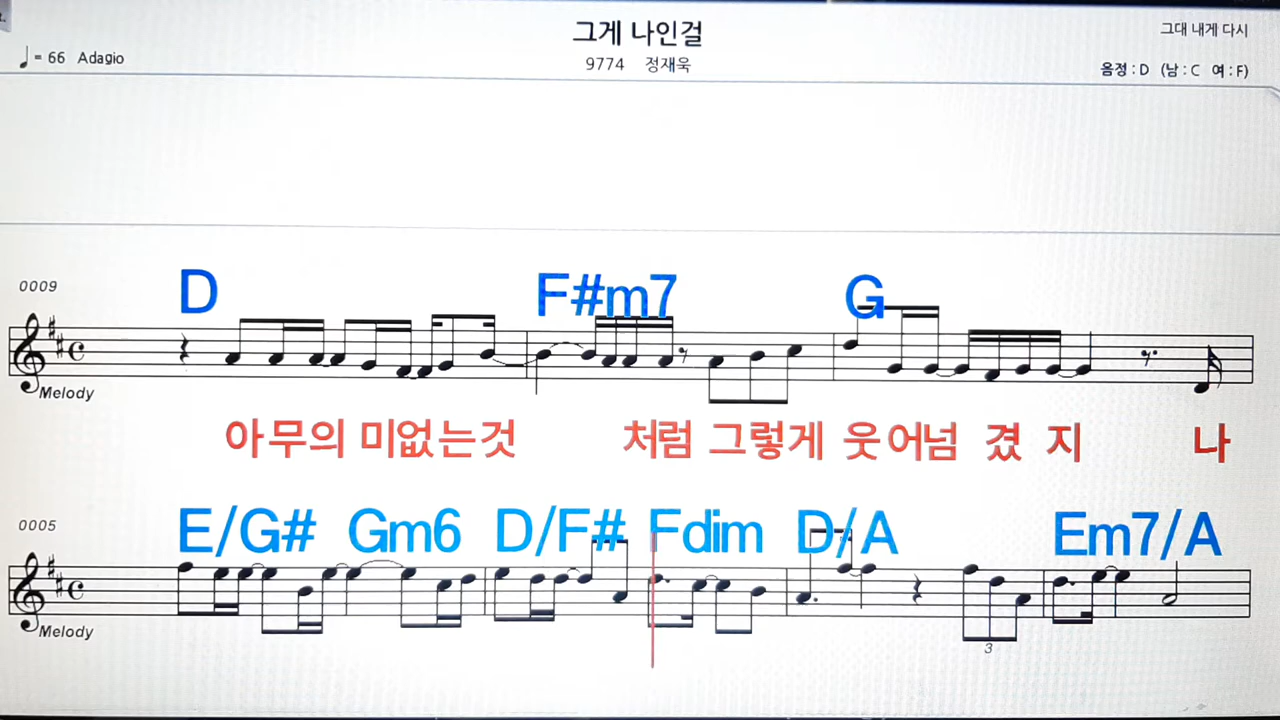 그게 나인걸
그대 내게 다시
♩= 66 Adagio
9774 정재욱
음정 : D (남 : C 여 : F)
0009
D F#m7 G
Melody
아무의 미없는것 처럼 그렇게 웃어넘 겼 지 나
0005
E/G# Gm6 D/F# Fdim D/A Em7/A
Melody
3